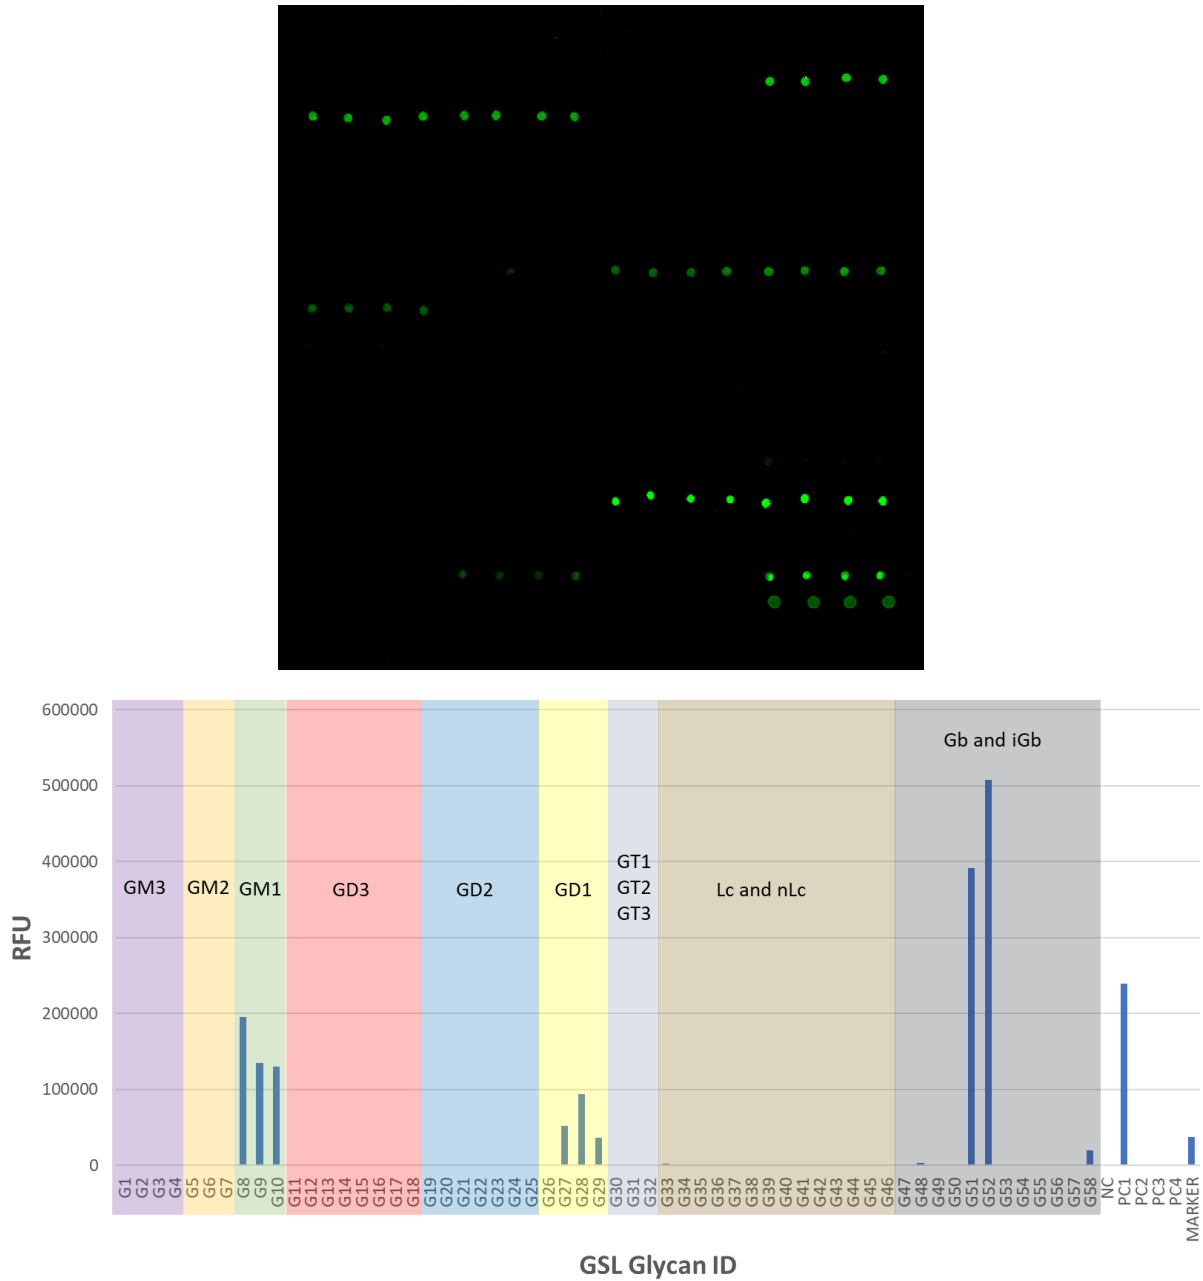 600000
500000
400000
300000
200000
100000
0
RFU
GM3
GM2
GM1
GD3
GD2
GD1
GT1
GT2
GT3
Lc and nLc
Gb and iGb
G1
G2
G3
G4
G5
G6
G7
G8
G9
G10
G11
G12
G13
G14
G15
G16
G17
G18
G19
G20
G21
G22
G23
G24
G25
G26
G27
G28
G29
G30
G31
G32
G33
G34
G35
G36
G37
G38
G39
G40
G41
G42
G43
G44
G45
G46
G47
G48
G49
G50
G51
G52
G53
G54
G55
G56
G57
G58
NC
PC1
PC2
PC3
PC4
MARKER
GSL Glycan ID